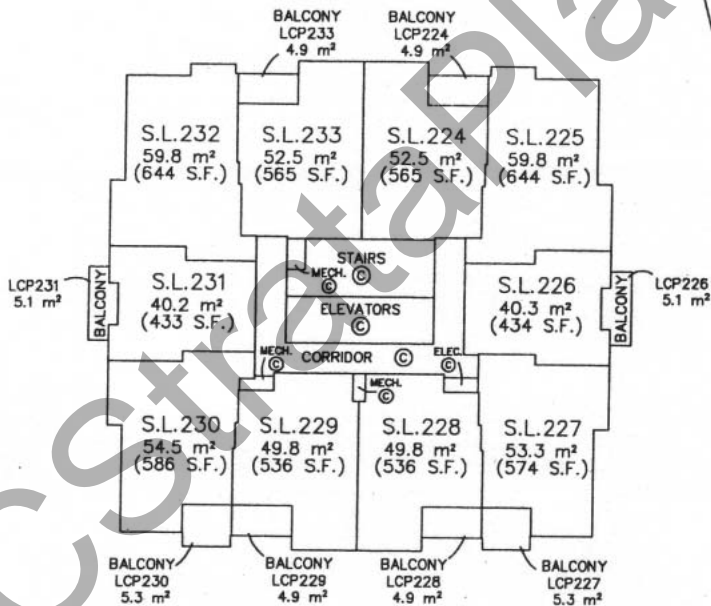 BALCONY
LCP233
4.9 m²
BALCONY
LCP224
4.9 m²
S.L.232
59.8 m²
(644 S.F.)
S.L.233
52.5 m²
(565 S.F.)
S.L.224
52.5 m²
(565 S.F.)
S.L.225
59.8 m²
(644 S.F.)
LCP231
5.1 m²
BALCONY
S.L.231
40.2 m²
(433 S.F.)
STAIRS
MECH. ©
©
ELEVATORS
©
S.L.226
40.3 m²
(434 S.F.)
BALCONY
LCP226
5.1 m²
MECH.
©
CORRIDOR ©
ELEC.
©
MECH.
©
S.L.230
54.5 m²
(586 S.F.)
S.L.229
49.8 m²
(536 S.F.)
S.L.228
49.8 m²
(536 S.F.)
S.L.227
53.3 m²
(574 S.F.)
BALCONY
LCP230
5.3 m²
BALCONY
LCP229
4.9 m²
BALCONY
LCP228
4.9 m²
BALCONY
LCP227
5.3 m²
CStrataPla